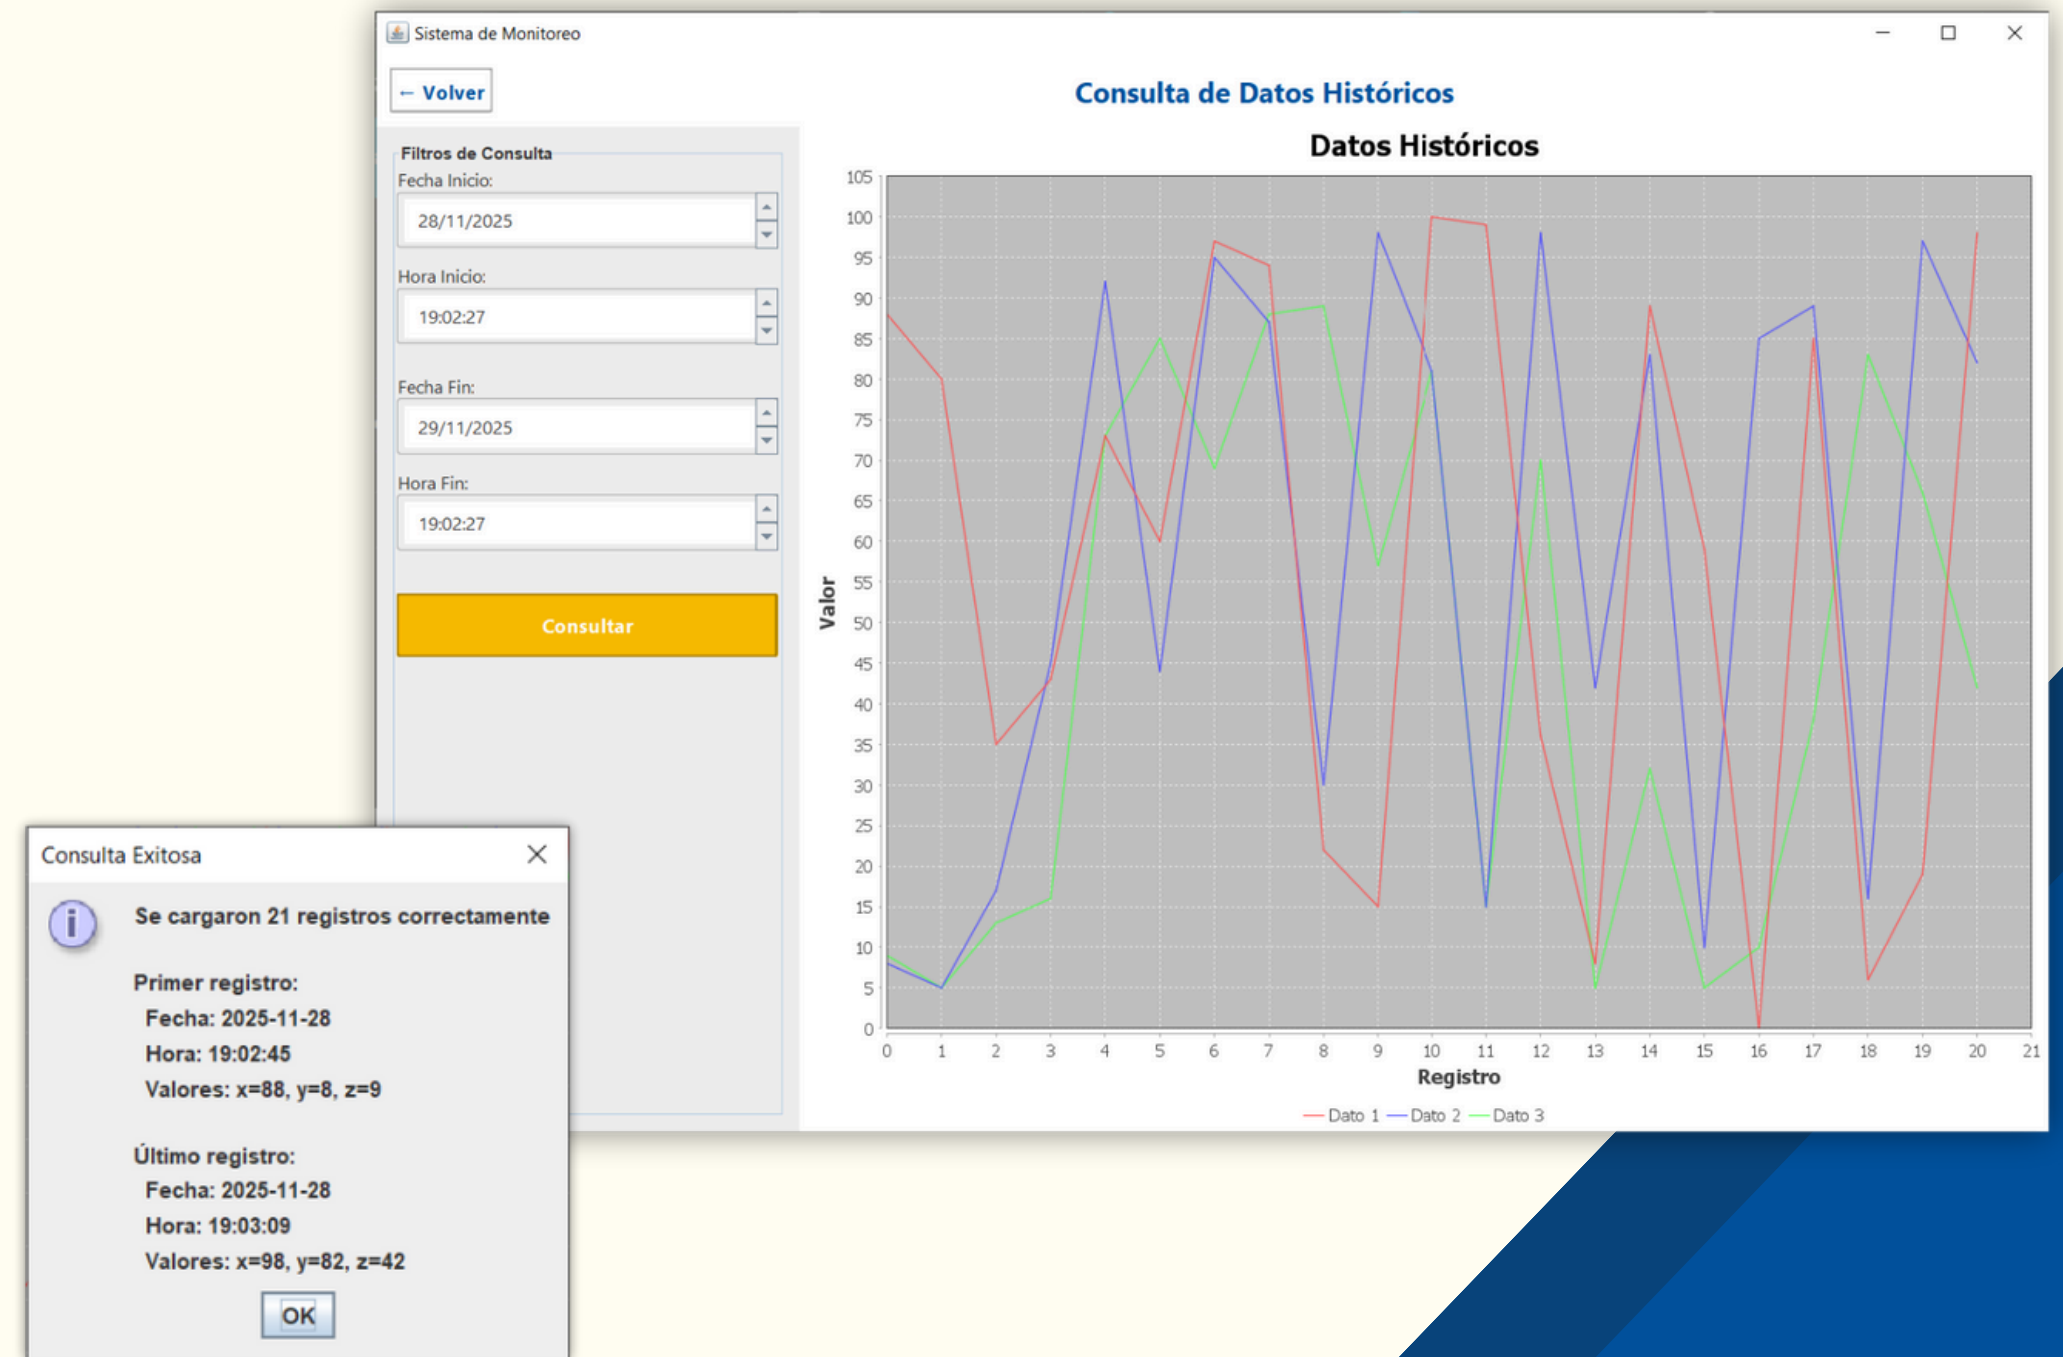 Sistema de Monitoreo
← Volver
Consulta de Datos Históricos
Filtros de Consulta
Fecha Inicio:
28/11/2025
Hora Inicio:
19:02:27
Fecha Fin:
29/11/2025
Hora Fin:
19:02:27
Consultar
Datos Históricos
105
100
95
90
85
80
75
70
65
60
55
50
45
40
35
30
25
20
15
10
5
0
Valor
0 1 2 3 4 5 6 7 8 9 10 11 12 13 14 15 16 17 18 19 20 21
Registro
Dato 1 Dato 2 Dato 3
Consulta Exitosa
Se cargaron 21 registros correctamente
Primer registro:
Fecha: 2025-11-28
Hora: 19:02:45
Valores: x=88, y=8, z=9
Último registro:
Fecha: 2025-11-28
Hora: 19:03:09
Valores: x=98, y=82, z=42
OK